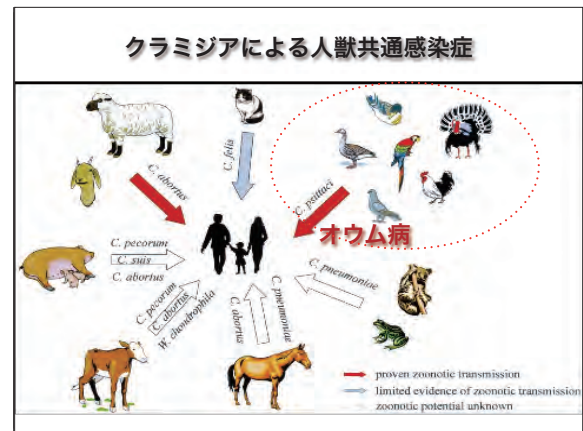 クラミジアによる人獣共通感染症
C. abortus
C. felis
C. psittaci
オウム病
C. pecorum
C. suis
C. abortus
C. pecorum
C. abortus
W. chondrophila
C. abortus
C. pneumoniae
C. pneumoniae
proven zoonotic transmission
limited evidence of zoonotic transmission
zoonotic potential unknown